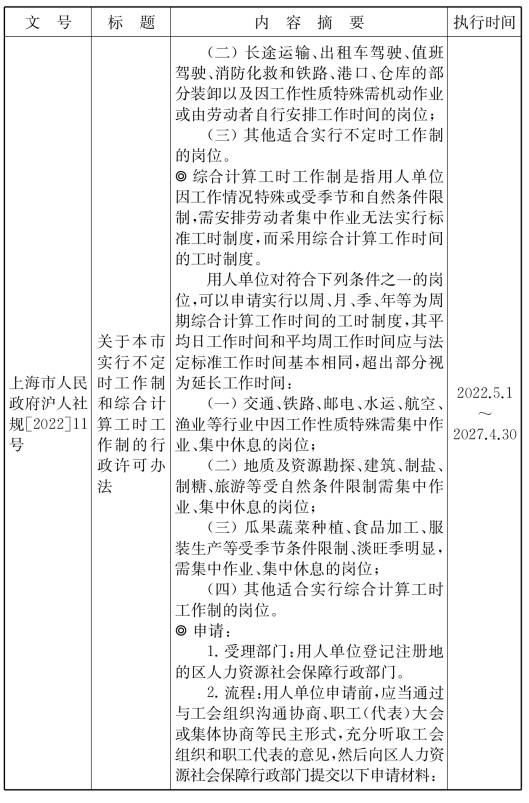 文 号
标 题
内 容 摘 要
执行时间
上海市人民
政府沪人社
规[2022]11
号
关于本市
实行不定
时工作制
和综合计
算工时工
作制的行
政许可办
法
（二）长途运输、出租车驾驶、值班
驾驶、消防化救和铁路、港口、仓库的部
分装卸以及因工作性质特殊需机动作业
或由劳动者自行安排工作时间的岗位；
（三）其他适合实行不定时工作制
的岗位。
◎ 综合计算工时工作制是指用人单位
因工作情况特殊或受季节和自然条件限
制，需安排劳动者集中作业无法实行标
准工时制度，而采用综合计算工作时间
的工时制度。
用人单位对符合下列条件之一的岗
位，可以申请实行以周、月、季、年等为周
期综合计算工作时间的工时制度，其平
均日工作时间和平均周工作时间应与法
定标准工作时间基本相同，超出部分视
为延长工作时间：
（一）交通、铁路、邮电、水运、航空、
渔业等行业中因工作性质特殊需集中作
业、集中休息的岗位；
（二）地质及资源勘探、建筑、制盐、
制糖、旅游等受自然条件限制需集中作
业、集中休息的岗位；
（三）瓜果蔬菜种植、食品加工、服
装生产等受季节条件限制、淡旺季明显，
需集中作业、集中休息的岗位；
（四）其他适合实行综合计算工时
工作制的岗位。
◎ 申请：
1. 受理部门：用人单位登记注册地
的区人力资源社会保障行政部门。
2. 流程：用人单位申请前，应当通过
与工会组织沟通协商、职工（代表）大会
或集体协商等民主形式，充分听取工会
组织和职工代表的意见，然后向区人力资
源社会保障行政部门提交以下申请材料：
2022.5.1
～
2027.4.30